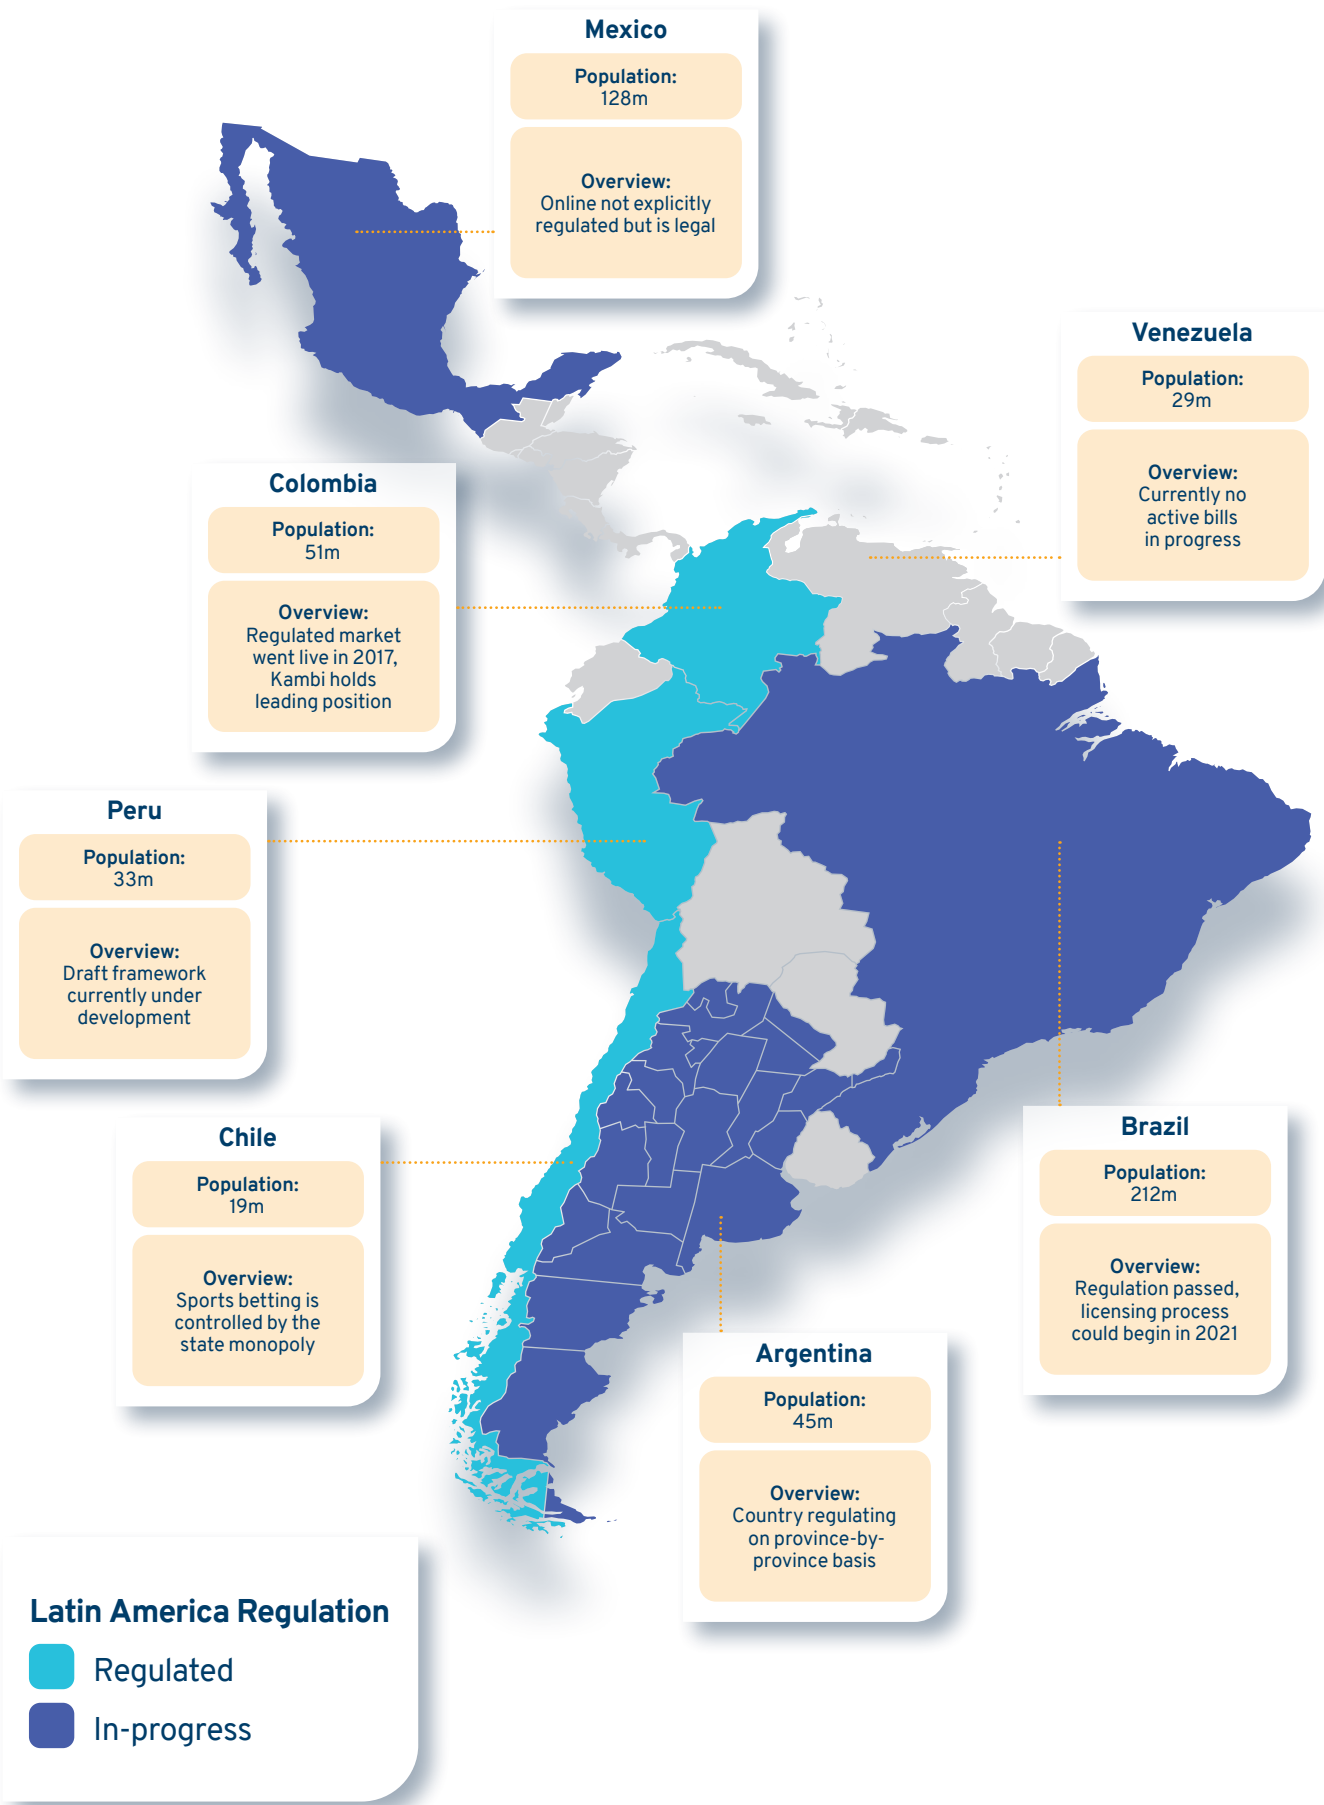 Mexico
Population:
128m
Overview:
Online not explicitly
regulated but is legal
Venezuela
Population:
29m
Overview:
Currently no
active bills
in progress
Colombia
Population:
51m
Overview:
Regulated market
went live in 2017,
Kambi holds
leading position
Peru
Population:
33m
Overview:
Draft framework
currently under
development
Chile
Population:
19m
Overview:
Sports betting is
controlled by the
state monopoly
Brazil
Population:
212m
Overview:
Regulation passed,
licensing process
could begin in 2021
Argentina
Population:
45m
Overview:
Country regulating
on province-by-
province basis
Latin America Regulation
Regulated
In-progress